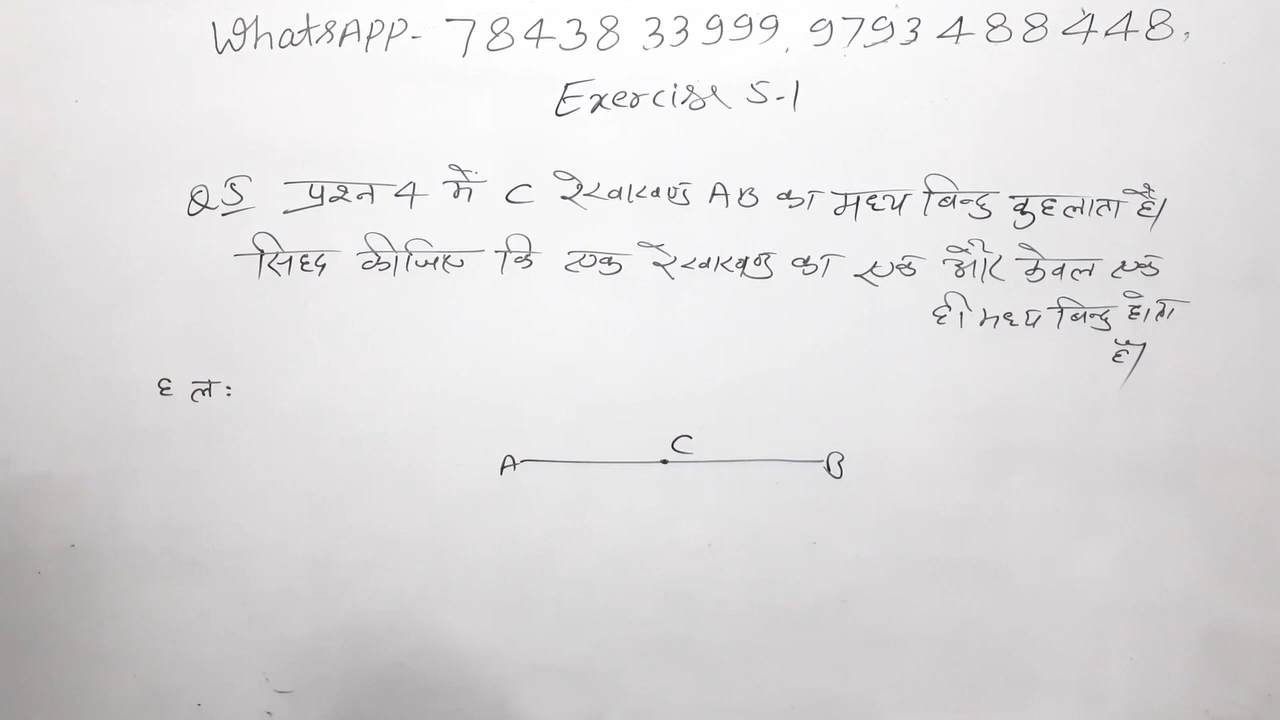 WhatsAPP- 78438 33999, 9793488448,
Exercise 5-1
Q5 प्रश्न 4 में C रेखाखण्ड AB का मध्य बिन्दु कहलाता है।
सिध्द कीजिए कि एक रेखाखण्ड का एक और केवल एक
ही मध्य बिन्दु होता
है।
हल:
C
A B